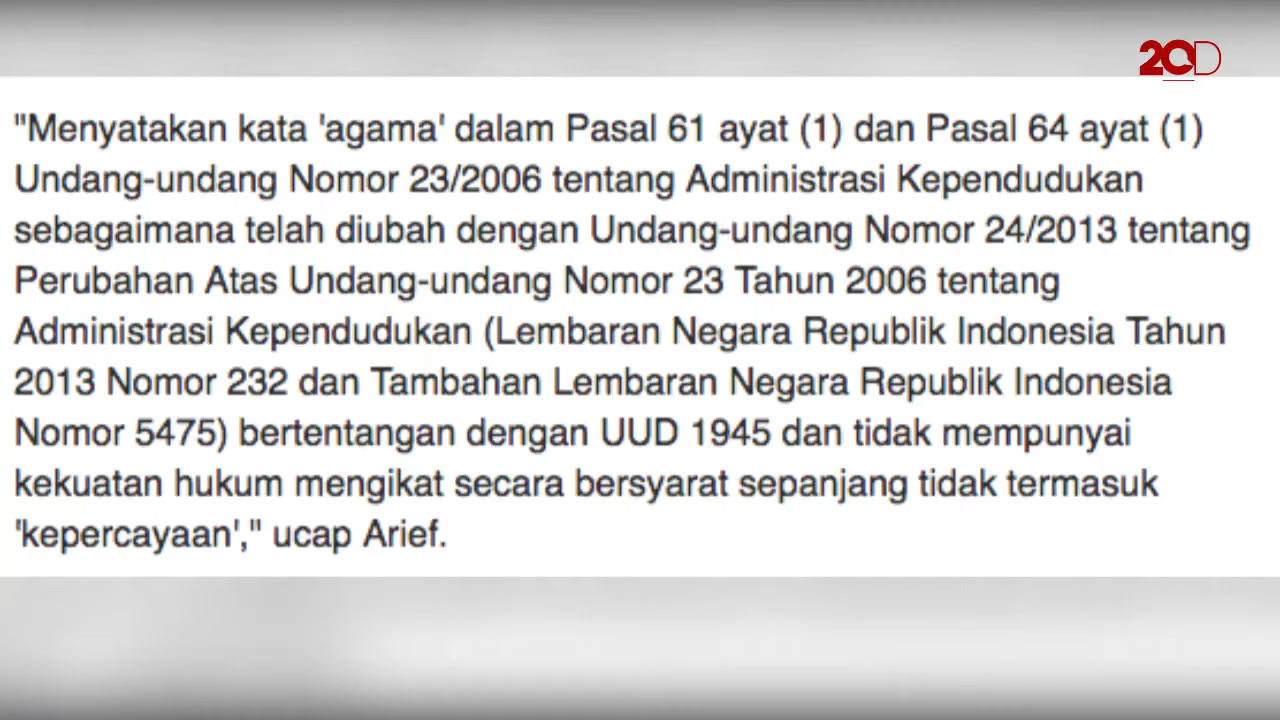 20D
"Menyatakan kata 'agama' dalam Pasal 61 ayat (1) dan Pasal 64 ayat (1)
Undang-undang Nomor 23/2006 tentang Administrasi Kependudukan
sebagaimana telah diubah dengan Undang-undang Nomor 24/2013 tentang
Perubahan Atas Undang-undang Nomor 23 Tahun 2006 tentang
Administrasi Kependudukan (Lembaran Negara Republik Indonesia Tahun
2013 Nomor 232 dan Tambahan Lembaran Negara Republik Indonesia
Nomor 5475) bertentangan dengan UUD 1945 dan tidak mempunyai
kekuatan hukum mengikat secara bersyarat sepanjang tidak termasuk
'kepercayaan'," ucap Arief.